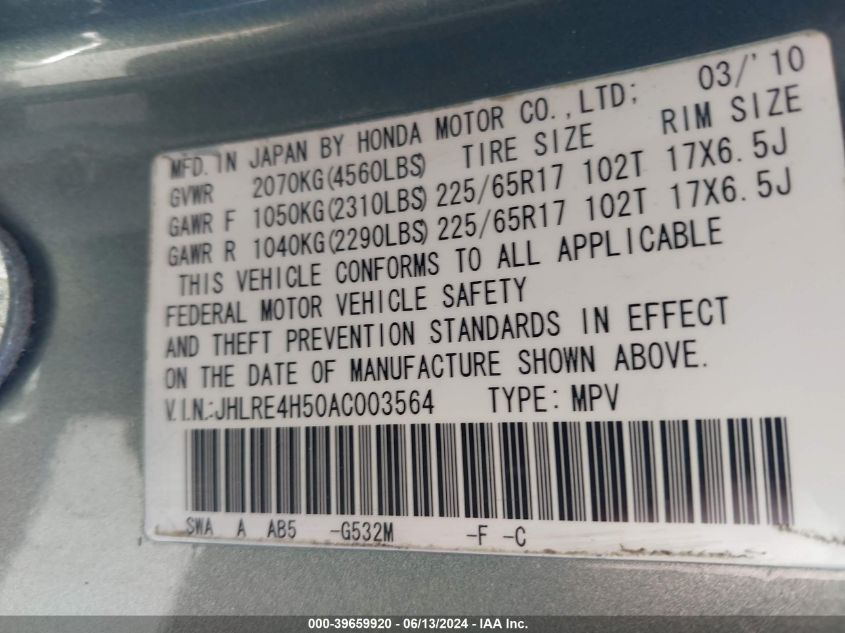 MFD. IN JAPAN BY HONDA MOTOR CO.,LTD; 03/'10
GVWR 2070KG(4560LBS) TIRE SIZE RIM SIZE
GAWR F 1050KG(2310LBS) 225/65R17 102T 17X6.5J
GAWR R 1040KG(2290LBS) 225/65R17 102T 17X6.5J
THIS VEHICLE CONFORMS TO ALL APPLICABLE
FEDERAL MOTOR VEHICLE SAFETY
AND THEFT PREVENTION STANDARDS IN EFFECT
ON THE DATE OF MANUFACTURE SHOWN ABOVE.
V.I.N.:JHLRE4H50AC003564 TYPE: MPV
SWA A AB5 -G532M -F -C
000-39659920 - 06/13/2024 - IAA Inc.